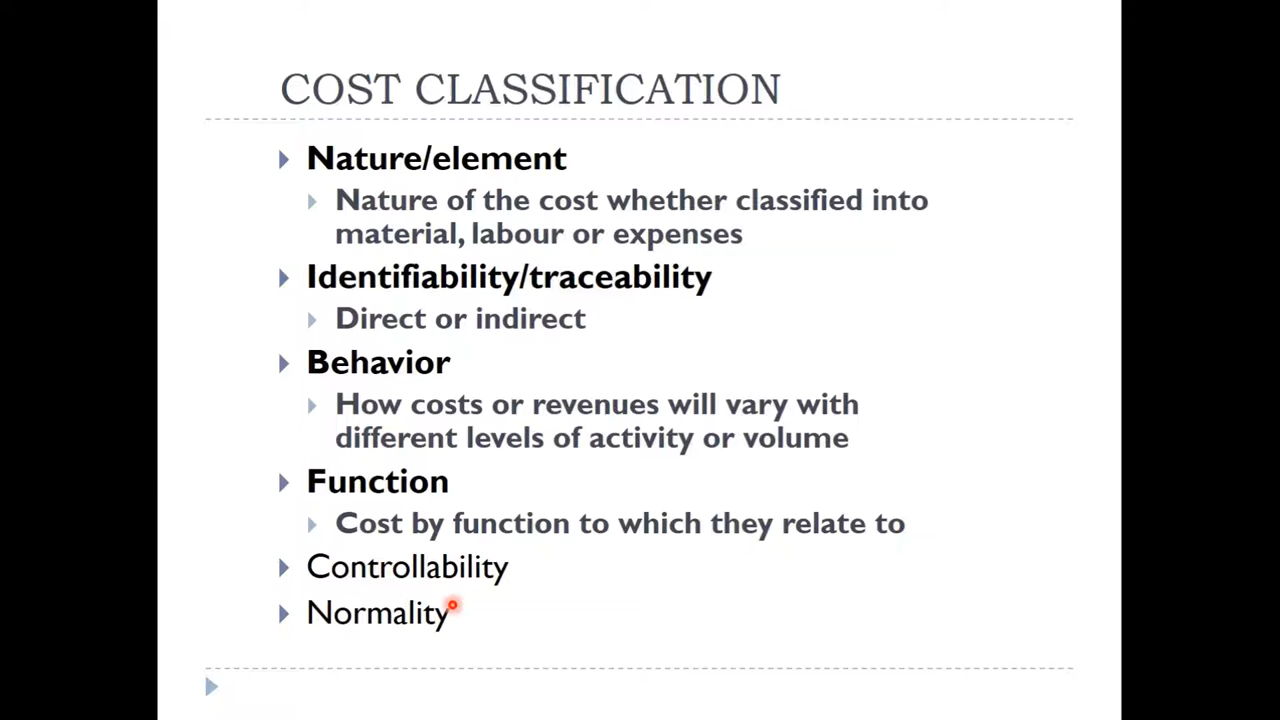 COST CLASSIFICATION
Nature/element
Nature of the cost whether classified into
material, labour or expenses
Identifiability/traceability
Direct or indirect
Behavior
How costs or revenues will vary with
different levels of activity or volume
Function
Cost by function to which they relate to
Controllability
Normality